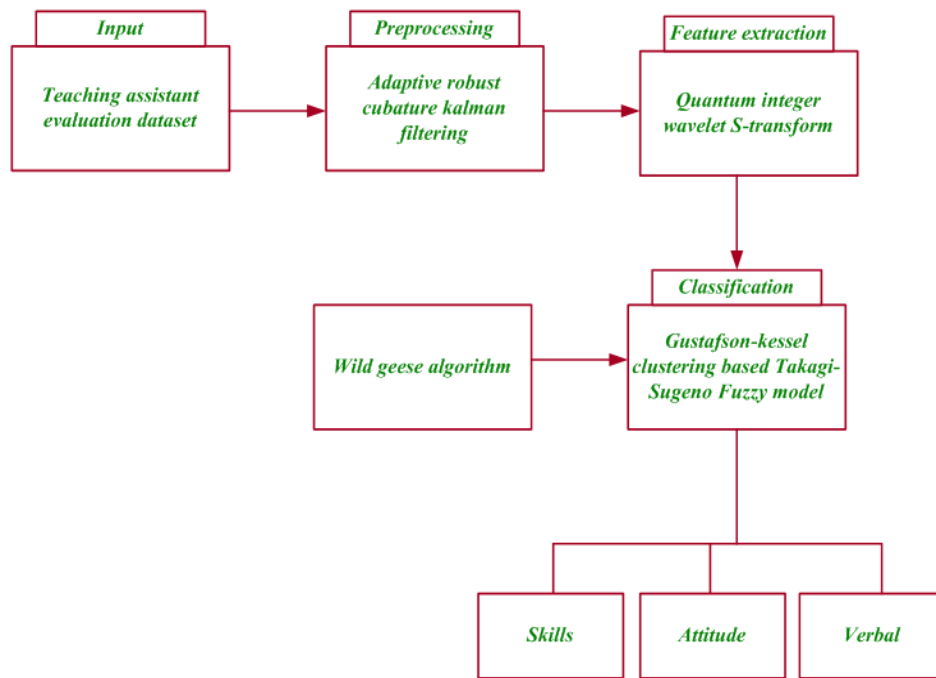 Input
Teaching assistant
evaluation dataset
Preprocessing
Adaptive robust
cubature kalman
filtering
Feature extraction
Quantum integer
wavelet S-transform
Wild geese algorithm
Classification
Gustafson-kessel
clustering based Takagi-
Sugeno Fuzzy model
Skills
Attitude
Verbal